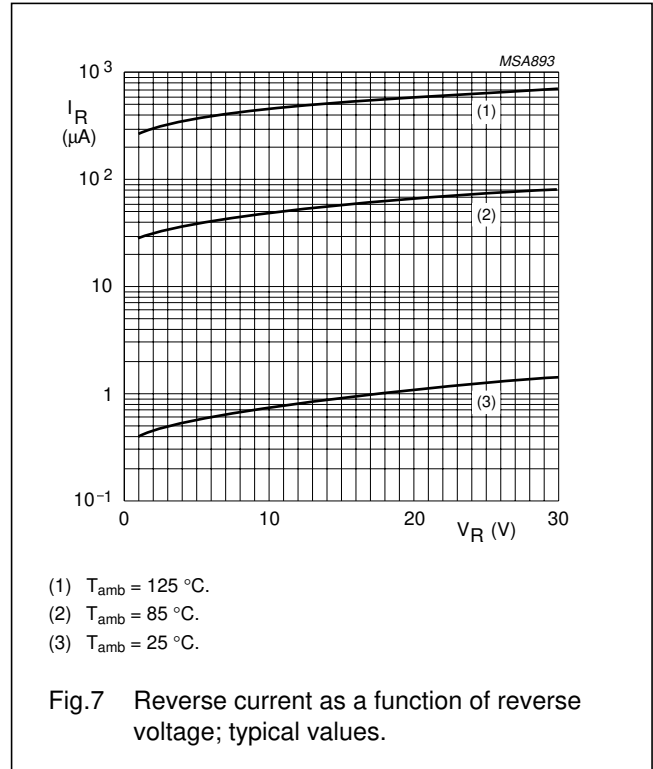 MSA893
10³
I_R
(μA)
(1)
10²
(2)
10
1
(3)
10⁻¹
0
10
20
V_R (V)
30
(1) T_amb = 125 °C.
(2) T_amb = 85 °C.
(3) T_amb = 25 °C.
Fig.7 Reverse current as a function of reverse
voltage; typical values.